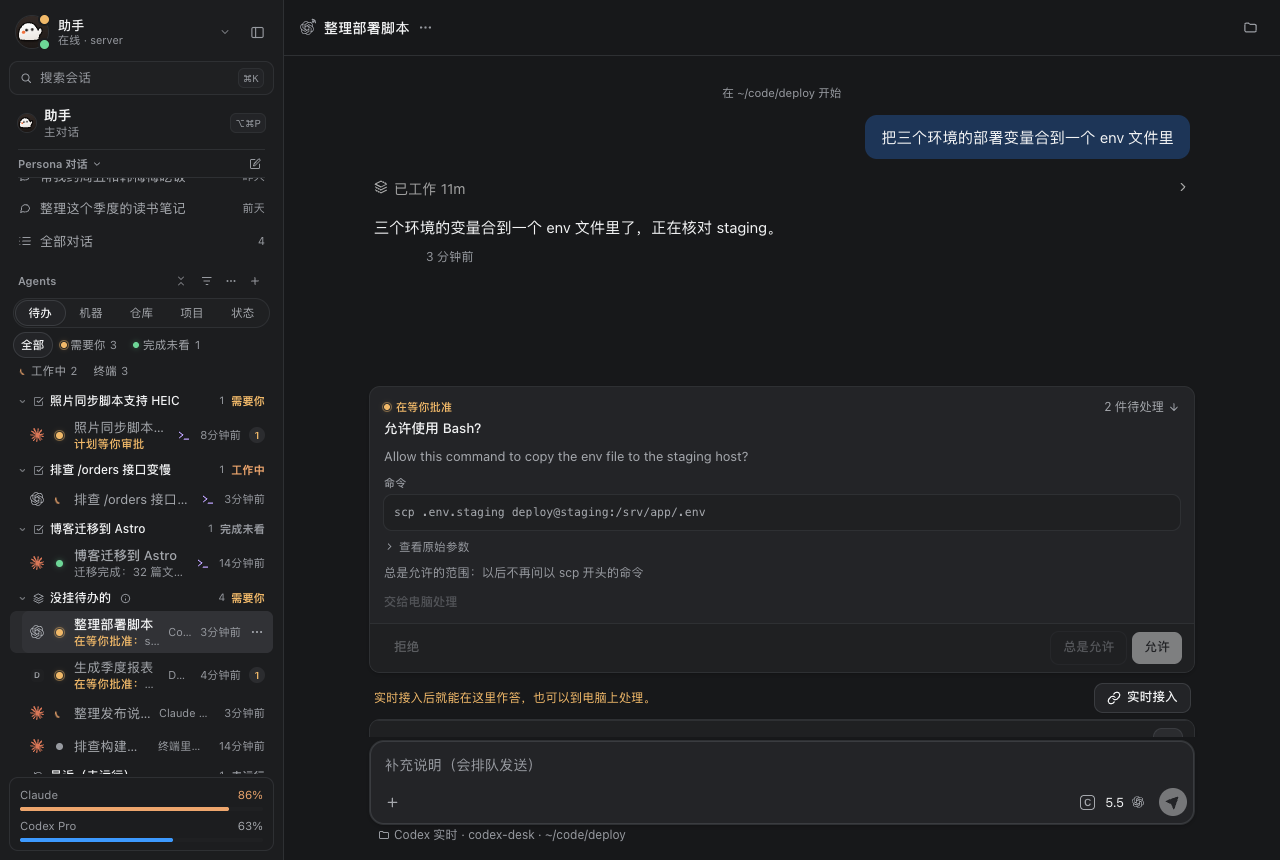 助手
在线 · server
搜索会话
⌘K
助手
主对话
⌥⌘P
Persona 对话
帮我约周五和韩梅梅吃饭
昨天
整理这个季度的读书笔记
前天
全部对话
4
Agents
待办 机器 仓库 项目 状态
全部 需要你 3 完成未看 1
工作中 2 终端 3
照片同步脚本支持 HEIC
1 需要你
照片同步脚本...
8分钟前
1
计划等你审批
排查 /orders 接口变慢
1 工作中
排查 /orders 接口...
3分钟前
博客迁移到 Astro
1 完成未看
博客迁移到 Astro
14分钟前
迁移完成：32 篇文...
没挂待办的
4 需要你
整理部署脚本
Co...
3分钟前
在等你批准：s...
D
生成季度报表
D...
4分钟前
1
在等你批准：...
整理发布说...
Claude ...
3分钟前
排查构建...
终端里...
14分钟前
Claude
86%
Codex Pro
63%
整理部署脚本
在 ~/code/deploy 开始
把三个环境的部署变量合到一个 env 文件里
已工作 11m
三个环境的变量合到一个 env 文件里了，正在核对 staging。
3 分钟前
在等你批准
2 件待处理
允许使用 Bash?
Allow this command to copy the env file to the staging host?
命令
scp .env.staging deploy@staging:/srv/app/.env
查看原始参数
总是允许的范围：以后不再问以 scp 开头的命令
交给电脑处理
拒绝
总是允许
允许
实时接入后就能在这里作答，也可以到电脑上处理。
实时接入
补充说明（会排队发送）
C
5.5
Codex 实时 · codex-desk · ~/code/deploy